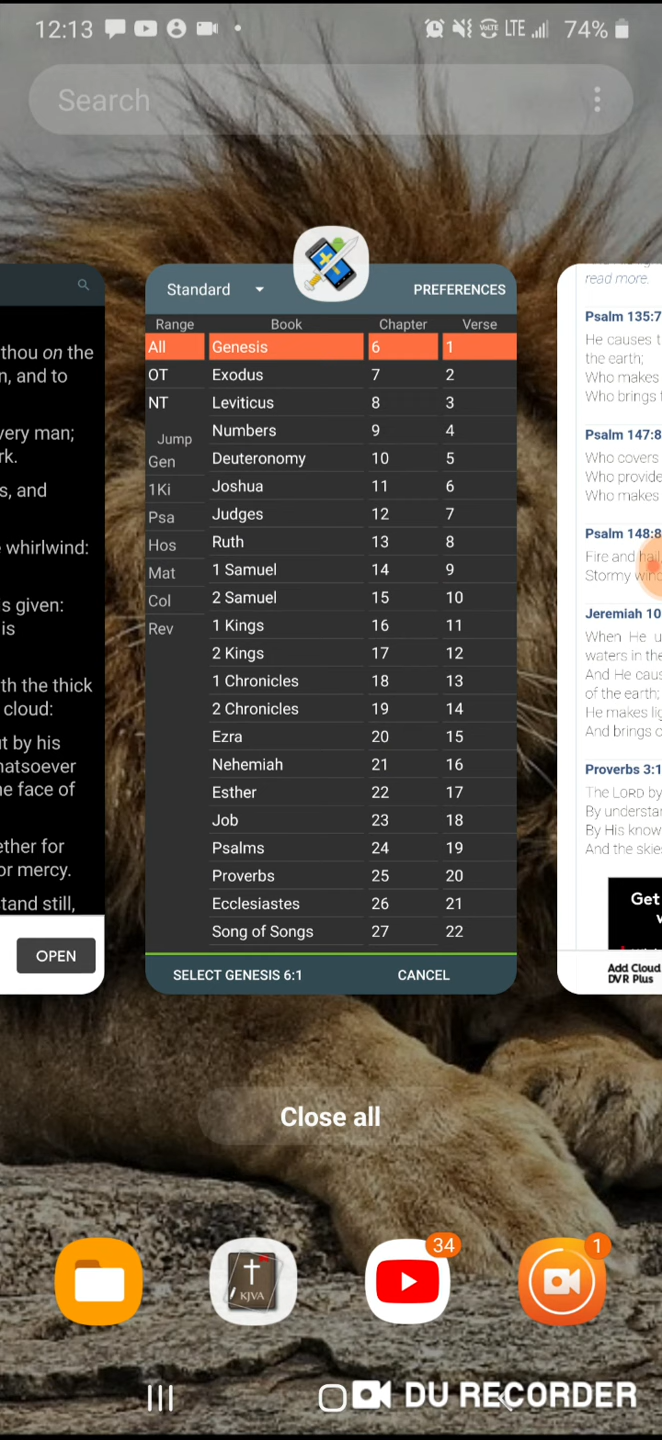 12:13
VoLTE LTE 74%
Search
Standard PREFERENCES
Range Book Chapter Verse
All Genesis 6 1
OT Exodus 7 2
NT Leviticus 8 3
Numbers 9 4
Jump
Gen Deuteronomy 10 5
1Ki Joshua 11 6
Psa Judges 12 7
Hos Ruth 13 8
Mat 1 Samuel 14 9
Col 2 Samuel 15 10
Rev 1 Kings 16 11
2 Kings 17 12
1 Chronicles 18 13
2 Chronicles 19 14
Ezra 20 15
Nehemiah 21 16
Esther 22 17
Job 23 18
Psalms 24 19
Proverbs 25 20
Ecclesiastes 26 21
Song of Songs 27 22
SELECT GENESIS 6:1 CANCEL
thou on the
n, and to
very man;
rk.
s, and
whirlwind:
is given:
is
th the thick
cloud:
t by his
hatsoever
he face of
ether for
or mercy.
tand still,
OPEN
read more.
Psalm 135:7
He causes t
the earth;
Who makes
Who brings
Psalm 147:8
Who covers
Who provide
Who makes
Psalm 148:8
Fire and hail,
Stormy wind
Jeremiah 10
When He u
waters in the
And He caus
of the earth;
He makes lig
And brings o
Proverbs 3:1
The LORD by
By understan
By His know
And the skie
Get
Add Cloud
DVR Plus
Close all
KJVA
34
1
DU RECORDER